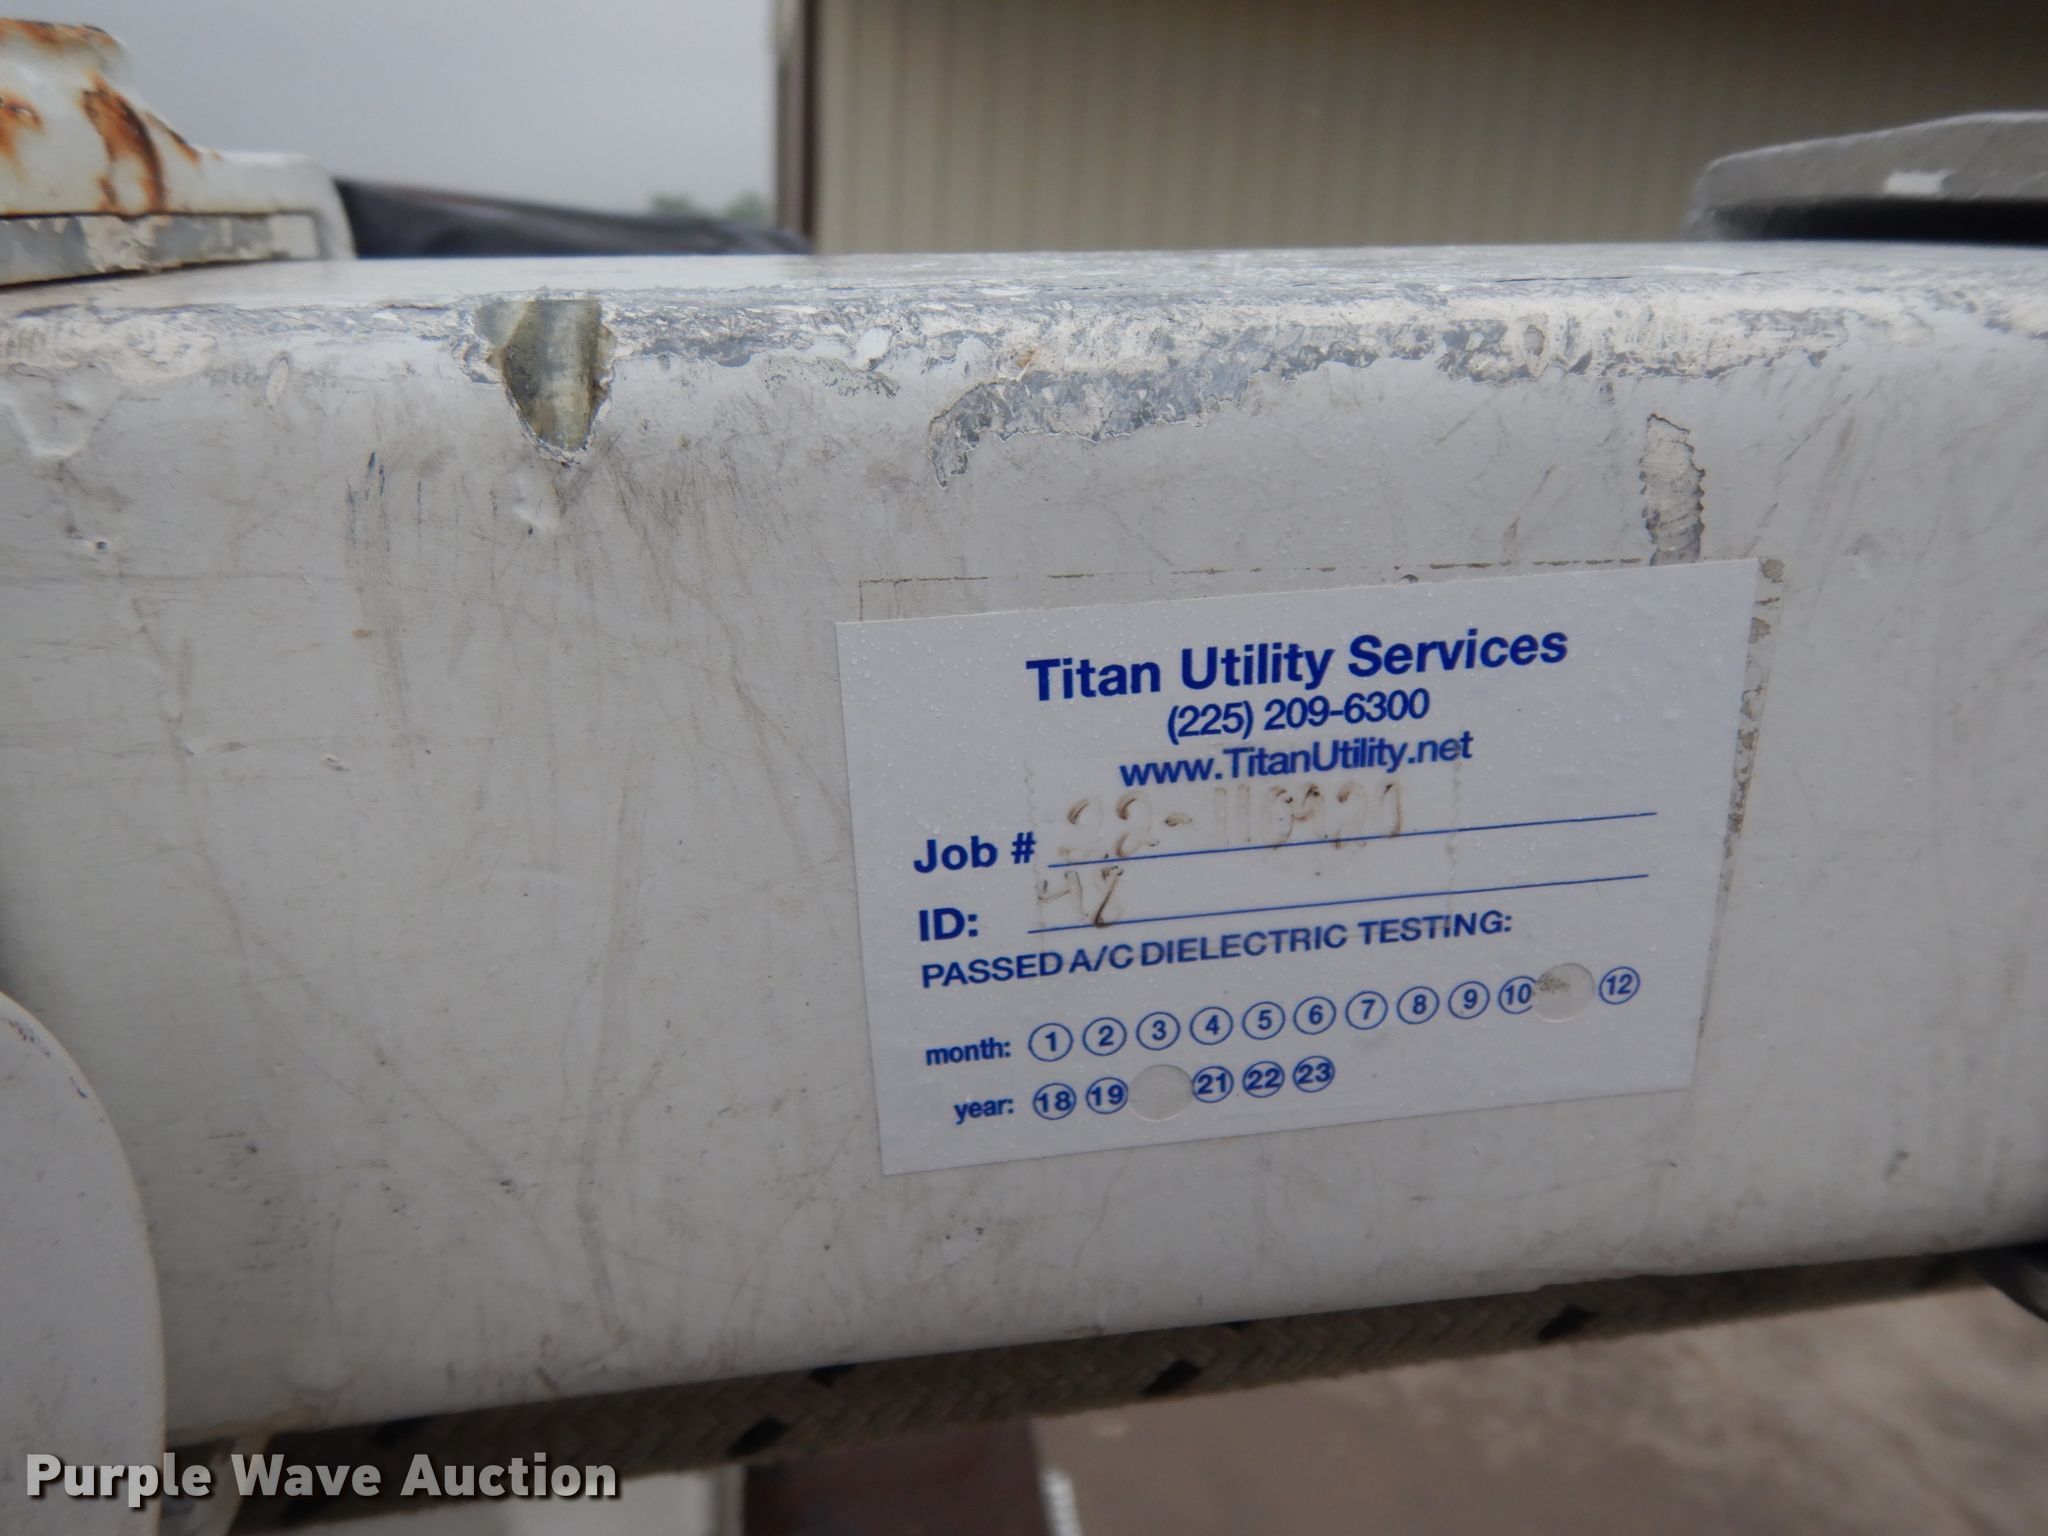 Titan Utility Services
(225) 209-6300
www.TitanUtility.net
Job #
ID:
PASSED A/C DIELECTRIC TESTING:
month: 1 2 3 4 5 6 7 8 9 10 12
year: 18 19 21 22 23
Purple Wave Auction